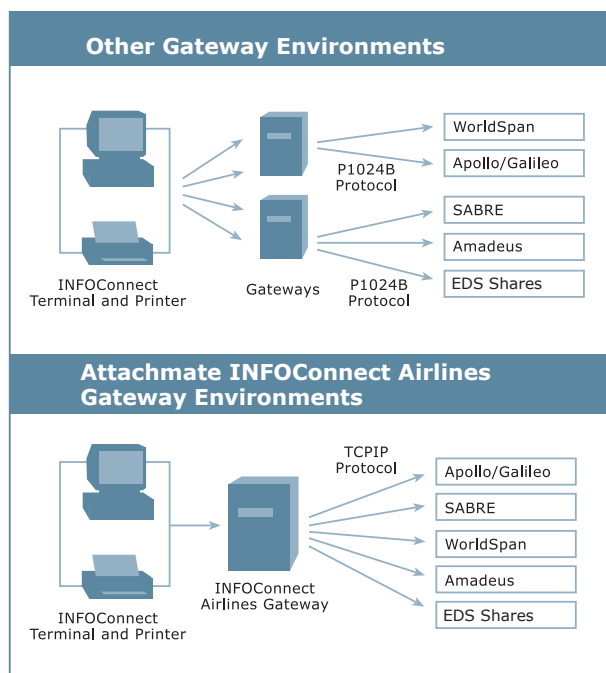 Other Gateway Environments
WorldSpan
Apollo/Galileo
P1024B
Protocol
SABRE
Amadeus
EDS Shares
INFOConnect
Terminal and Printer
Gateways
P1024B
Protocol
Attachmate INFOConnect Airlines
Gateway Environments
TCPIP
Protocol
Apollo/Galileo
SABRE
WorldSpan
Amadeus
EDS Shares
INFOConnect
Airlines Gateway
INFOConnect
Terminal and Printer